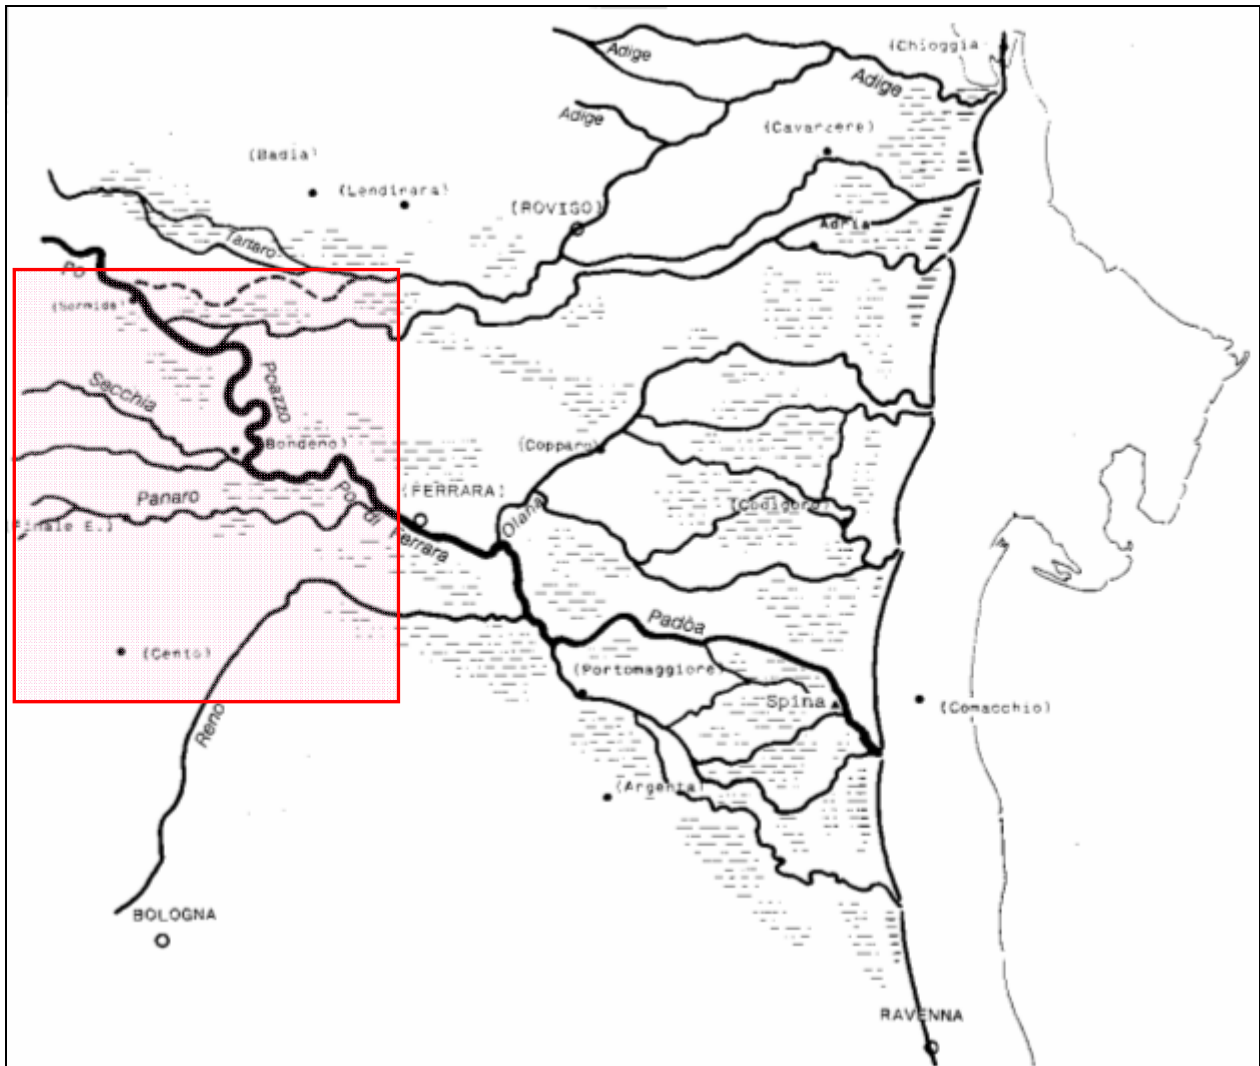 Adige
(Chioggia
Adige
Adige
(Cavarzere)
(Badia)
(Lendinara)
(ROVIGO)
Tartaro
Adria
Po
(Sermide)
Poazzo
Secchia
(Bondeno)
(Copparo)
Panaro
(FERRARA)
Po di Ferrara
Olana
(Codigoro)
(Finale E.)
Padòa
(Portomaggiore)
Spina
(Cento)
(Comacchio)
Reno
(Argenta)
BOLOGNA
RAVENNA